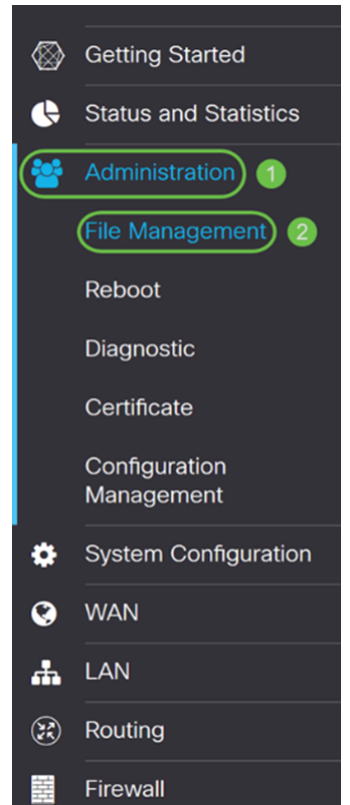 Getting Started
Status and Statistics
Administration 1
File Management 2
Reboot
Diagnostic
Certificate
Configuration
Management
System Configuration
WAN
LAN
Routing
Firewall